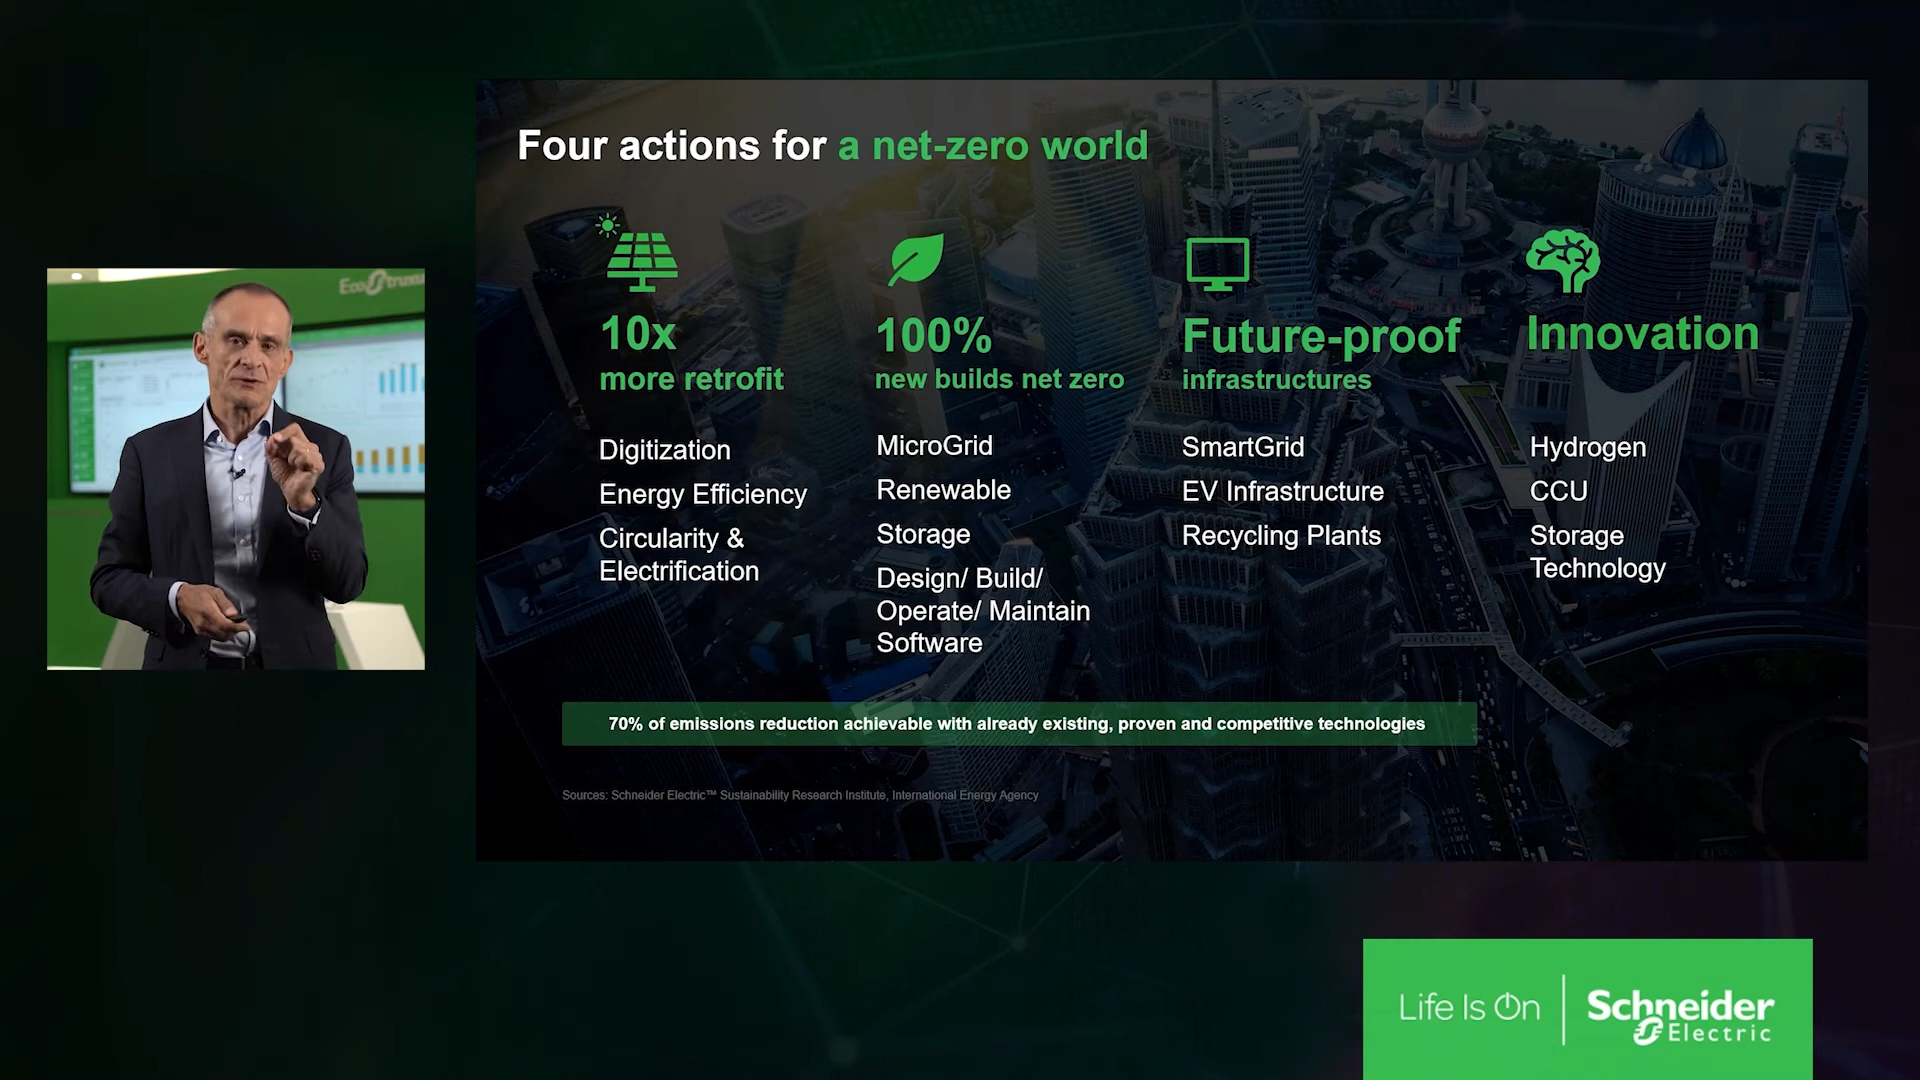 Four actions for a net-zero world
10x
more retrofit
Digitization
Energy Efficiency
Circularity &
Electrification
100%
new builds net zero
MicroGrid
Renewable
Storage
Design/ Build/
Operate/ Maintain
Software
Future-proof
infrastructures
SmartGrid
EV Infrastructure
Recycling Plants
Innovation
Hydrogen
CCU
Storage
Technology
70% of emissions reduction achievable with already existing, proven and competitive technologies
Sources: Schneider Electric™ Sustainability Research Institute, International Energy Agency
Life Is On
Schneider
Electric